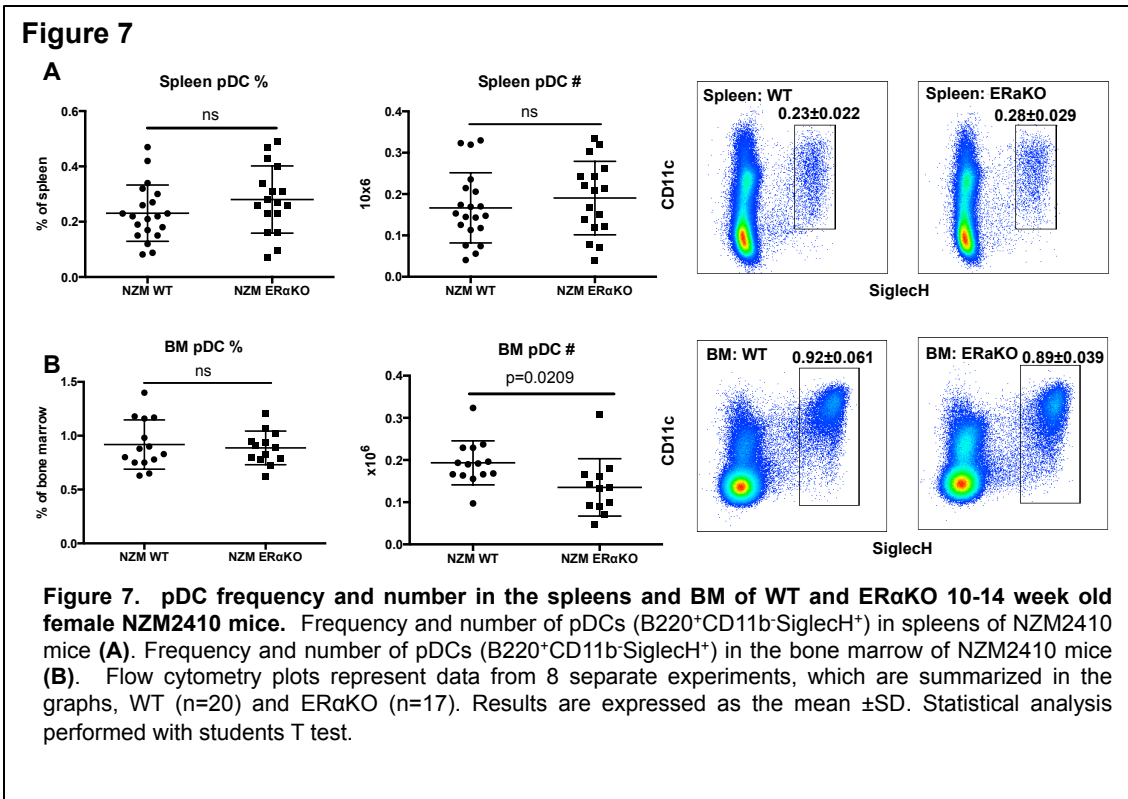 Figure 7
A
Spleen pDC %
ns
% of spleen
0.6
0.4
0.2
0.0
NZM WT
NZM ERαKO
Spleen pDC #
ns
10x6
0.4
0.3
0.2
0.1
0.0
NZM WT
NZM ERαKO
CD11c
Spleen: WT
0.23±0.022
Spleen: ERaKO
0.28±0.029
SiglecH
B
BM pDC %
ns
% of bone marrow
1.5
1.0
0.5
0.0
NZM WT
NZM ERαKO
BM pDC #
p=0.0209
x10⁶
0.4
0.3
0.2
0.1
0.0
NZM WT
NZM ERαKO
CD11c
BM: WT
0.92±0.061
BM: ERaKO
0.89±0.039
SiglecH
Figure 7. pDC frequency and number in the spleens and BM of WT and ERαKO 10-14 week old
female NZM2410 mice. Frequency and number of pDCs (B220⁺CD11b⁻SiglecH⁺) in spleens of NZM2410
mice (A). Frequency and number of pDCs (B220⁺CD11b⁻SiglecH⁺) in the bone marrow of NZM2410 mice
(B). Flow cytometry plots represent data from 8 separate experiments, which are summarized in the
graphs, WT (n=20) and ERαKO (n=17). Results are expressed as the mean ±SD. Statistical analysis
performed with students T test.